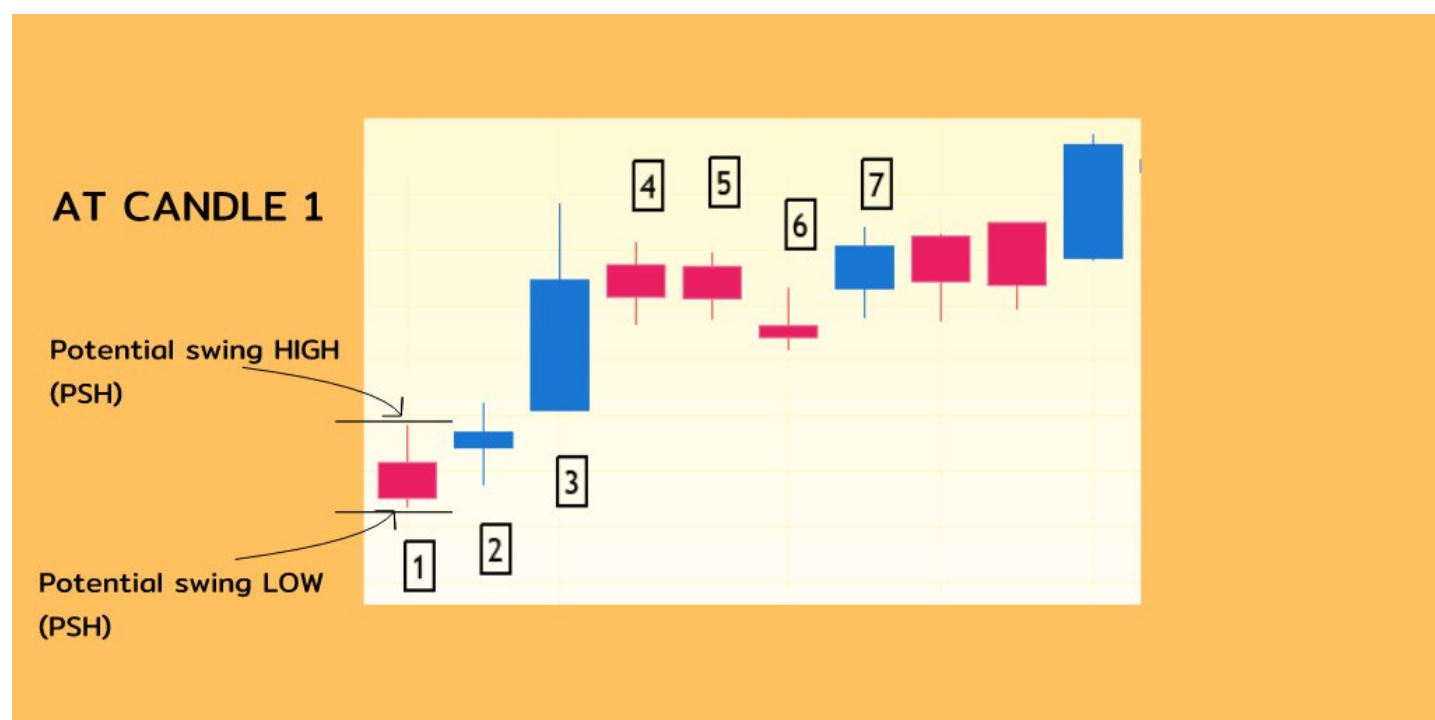 AT CANDLE 1
Potential swing HIGH
(PSH)
Potential swing LOW
(PSH)
1
2
3
4
5
6
7